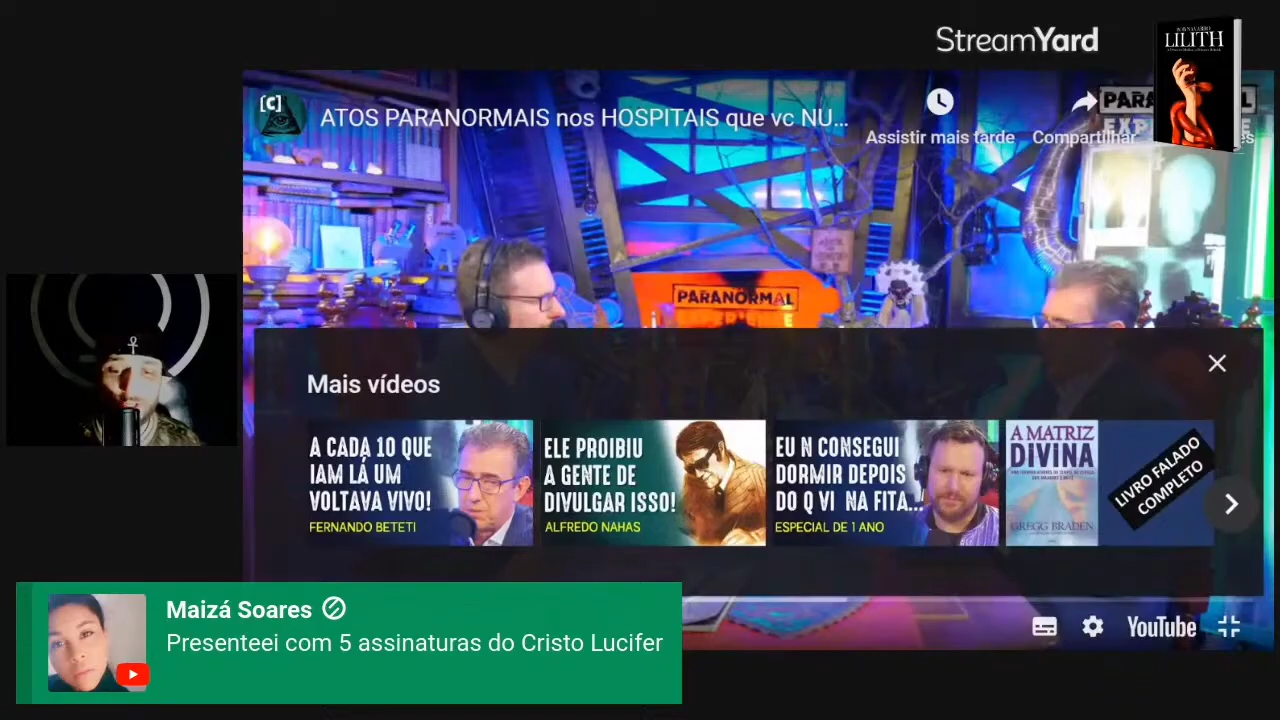 StreamYard
LILITH
[C]
ATOS PARANORMAIS nos HOSPITAIS que vc NU...
Assistir mais tarde
Compartilhar
PARANORMAL
Mais vídeos
A CADA 10 QUE
IAM LÁ UM
VOLTAVA VIVO!
FERNANDO BETETI
ELE PROIBIU
A GENTE DE
DIVULGAR ISSO!
ALFREDO NAHAS
EU N CONSEGUI
DORMIR DEPOIS
DO Q VI NA FITA...
ESPECIAL DE 1 ANO
A MATRIZ
DIVINA
GREGG BRADEN
LIVRO FALADO
COMPLETO
Maizá Soares
Presenteei com 5 assinaturas do Cristo Lucifer
YouTube